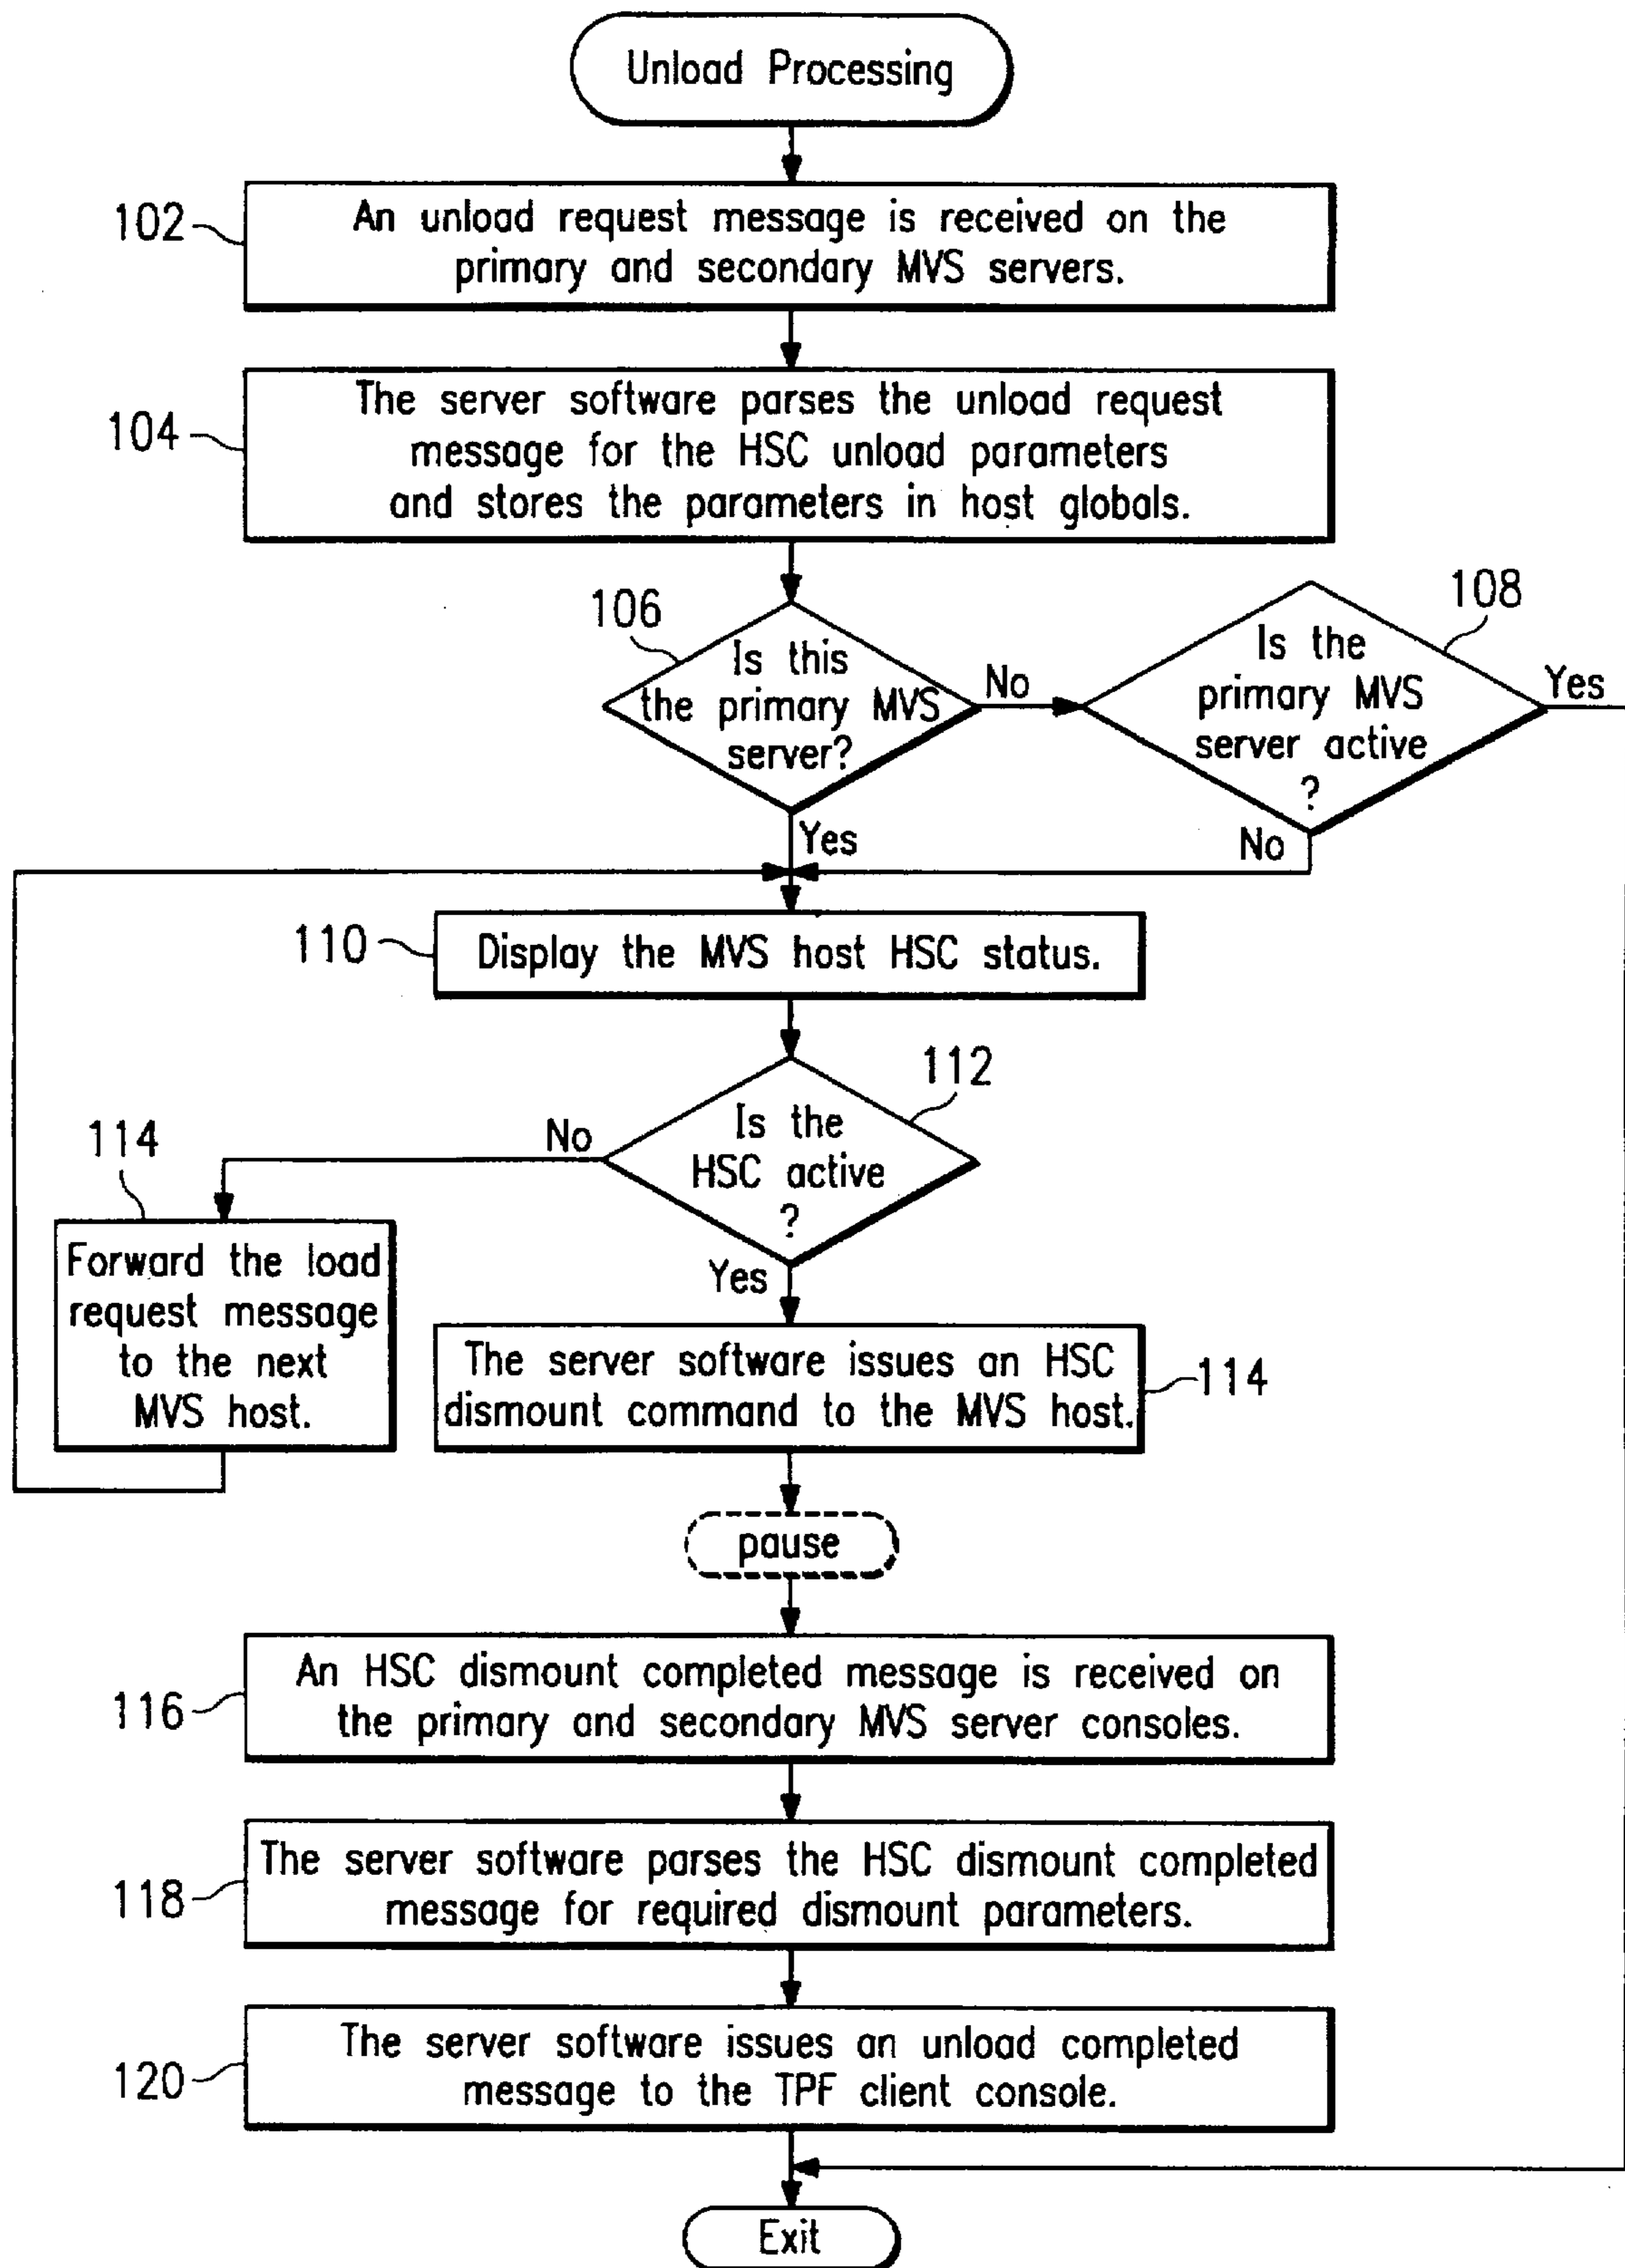 Unload Processing
102
An unload request message is received on the
primary and secondary MVS servers.
104
The server software parses the unload request
message for the HSC unload parameters
and stores the parameters in host globals.
106
Is this
the primary MVS
server?
No
Yes
108
Is the
primary MVS
server active
?
Yes
No
110
Display the MVS host HSC status.
112
Is the
HSC active
?
No
Yes
114
Forward the load
request message
to the next
MVS host.
The server software issues an HSC
dismount command to the MVS host.
114
pause
116
An HSC dismount completed message is received on
the primary and secondary MVS server consoles.
118
The server software parses the HSC dismount completed
message for required dismount parameters.
120
The server software issues an unload completed
message to the TPF client console.
Exit